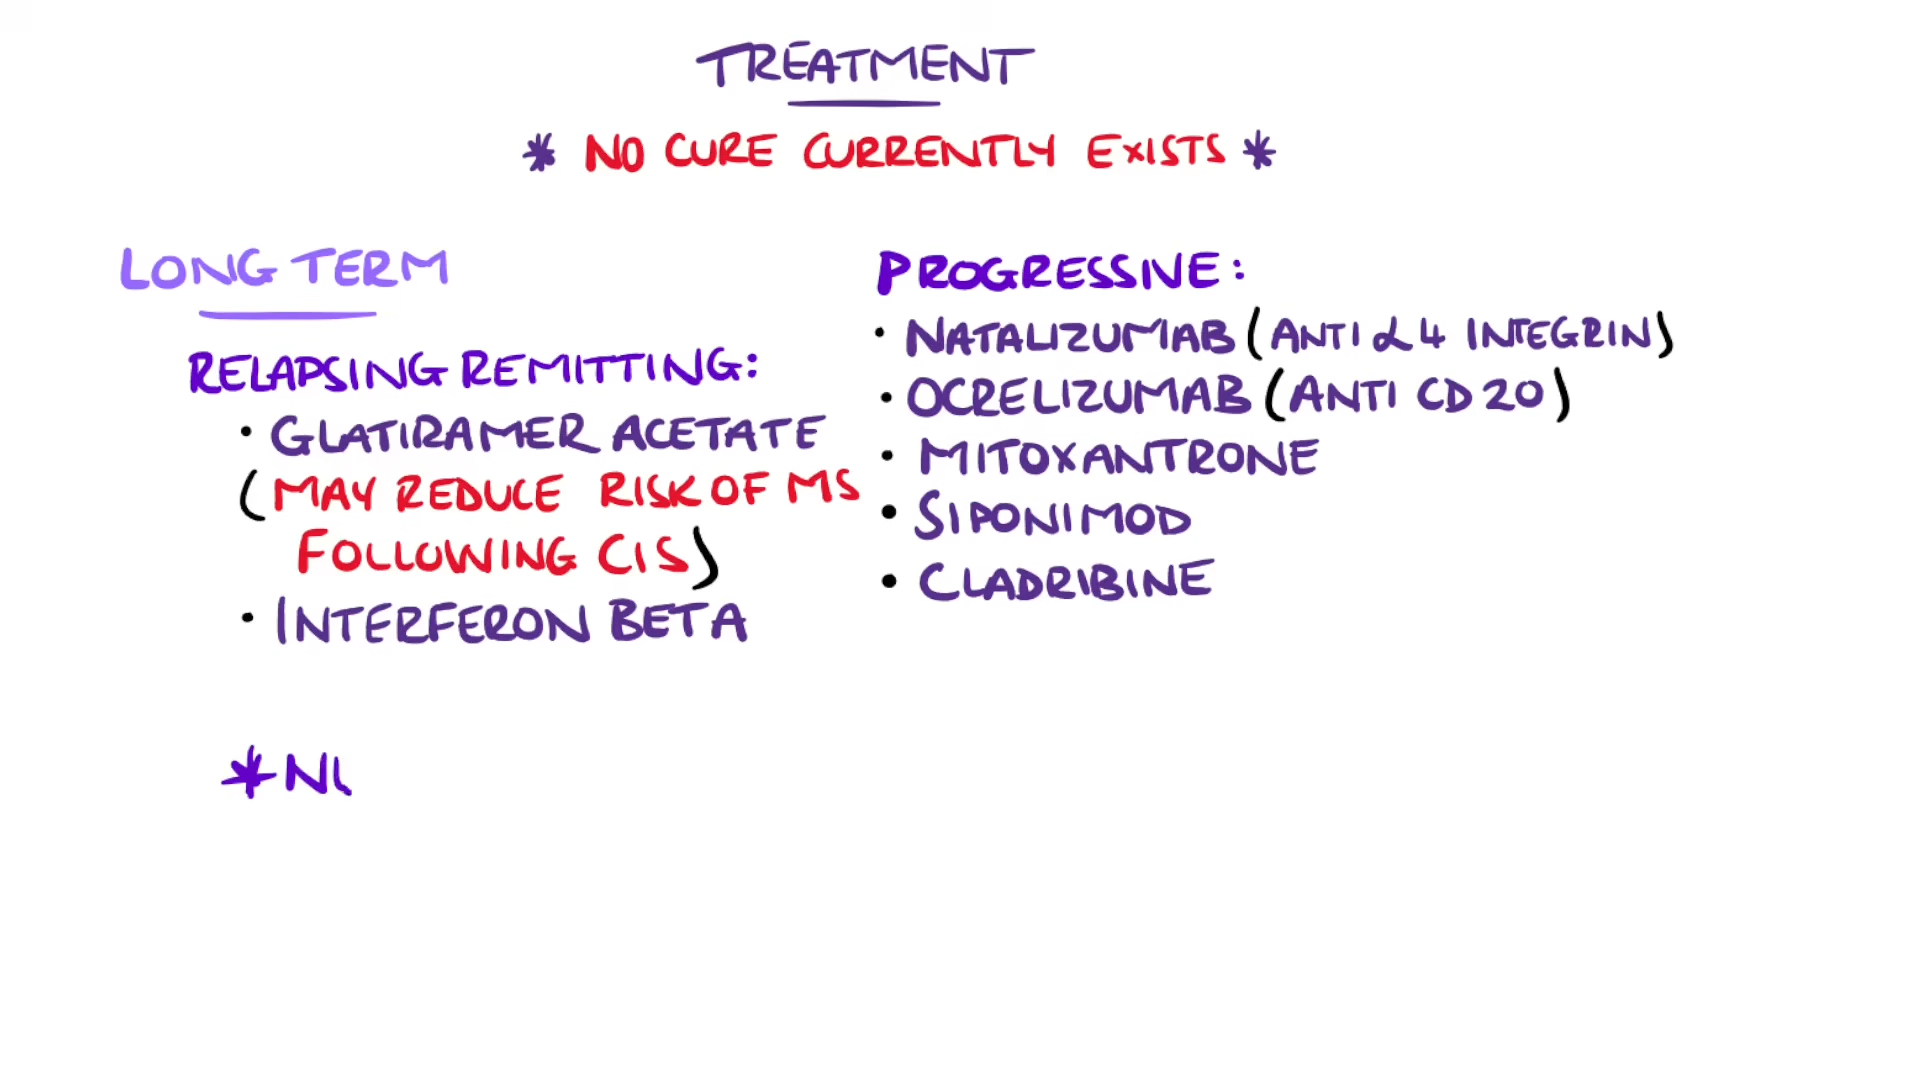 TREATMENT
* NO CURE CURRENTLY EXISTS *
LONG TERM
RELAPSING REMITTING:
• GLATIRAMER ACETATE
(MAY REDUCE RISK OF MS
FOLLOWING CIS)
• INTERFERON BETA
PROGRESSIVE:
• NATALIZUMAB (ANTI α4 INTEGRIN)
• OCRELIZUMAB (ANTI CD20)
• MITOXANTRONE
• SIPONIMOD
• CLADRIBINE